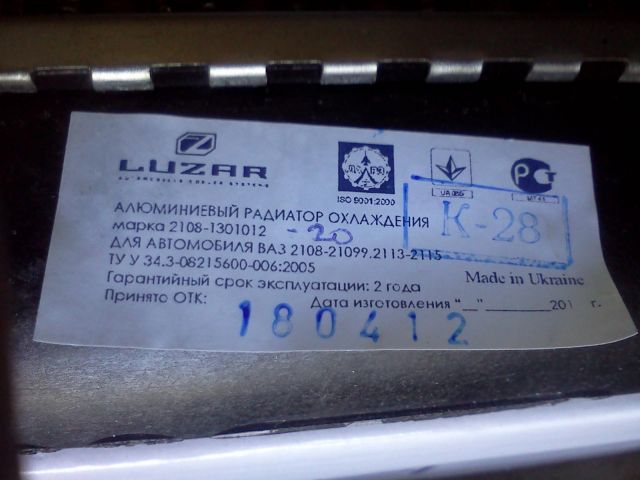 LUZAR
ISO 9001:2000
UA
АЛЮМИНИЕВЫЙ РАДИАТОР ОХЛАЖДЕНИЯ
марка 2108-1301012 -20
К-28
ДЛЯ АВТОМОБИЛЯ ВАЗ 2108-21099.2113-2115
ТУ У 34.3-08215600-006:2005
Made in Ukraine
Гарантийный срок эксплуатации: 2 года
Принято ОТК:
Дата изготовления "__"________201 г.
180412